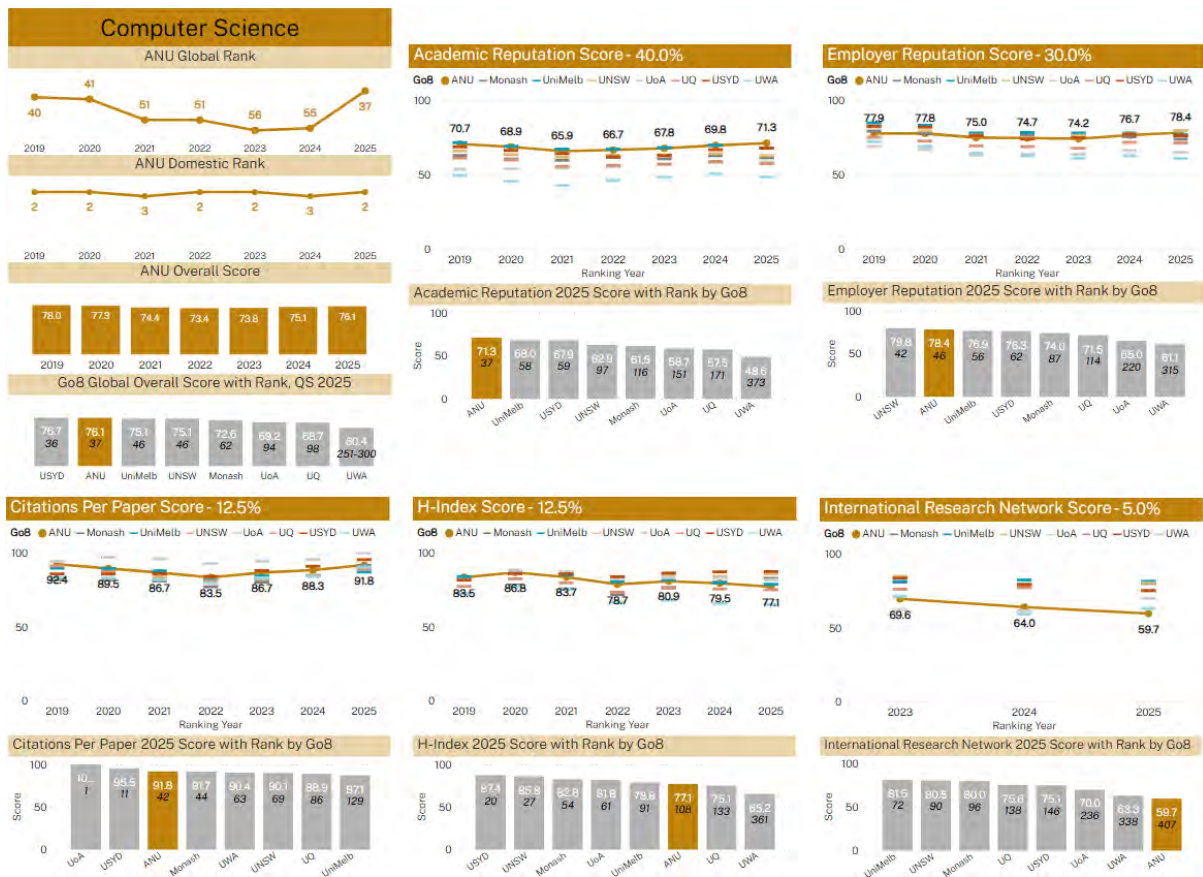 Computer Science
ANU Global Rank
40
41
51
51
56
55
37
ANU Domestic Rank
2
2
3
2
2
3
2
2019 2020 2021 2022 2023 2024 2025
ANU Overall Score
78.0 77.3 74.4 73.4 73.8 75.1 76.1
2019 2020 2021 2022 2023 2024 2025
Go8 Global Overall Score with Rank, QS 2025
76.7 76.1 75.1 75.1 72.6 69.2 68.7 60.4
36 37 46 46 62 94 98 251-300
USYD ANU UniMelb UNSW Monash UoA UQ UWA
Academic Reputation Score - 40.0%
Go8 ANU Monash UniMelb UNSW UoA UQ USYD UWA
100
70.7 68.9 65.9 66.7 67.8 69.8 71.3
50
0
2019 2020 2021 2022 2023 2024 2025
Ranking Year
Academic Reputation 2025 Score with Rank by Go8
100
50
0
Score
71.3 68.0 67.9 62.9 61.5 58.7 57.5 48.6
37 58 59 97 116 151 171 373
ANU UniMelb USYD UNSW Monash UoA UQ UWA
Employer Reputation Score - 30.0%
Go8 ANU Monash UniMelb UNSW UoA UQ USYD UWA
100
77.9 77.8 75.0 74.7 74.2 76.7 78.4
50
0
2019 2020 2021 2022 2023 2024 2025
Ranking Year
Employer Reputation 2025 Score with Rank by Go8
100
50
0
Score
79.8 78.4 76.9 76.3 74.0 71.5 65.0 61.1
42 46 56 62 87 114 220 315
UNSW ANU UniMelb USYD Monash UQ UoA UWA
Citations Per Paper Score - 12.5%
Go8 ANU Monash UniMelb UNSW UoA UQ USYD UWA
100
92.4 89.5 86.7 83.5 86.7 88.3 91.8
50
0
2019 2020 2021 2022 2023 2024 2025
Ranking Year
Citations Per Paper 2025 Score with Rank by Go8
100
50
0
Score
10... 95.5 91.8 91.7 90.4 90.1 88.9 87.1
1 11 42 44 63 69 86 129
UoA USYD ANU Monash UWA UNSW UQ UniMelb
H-Index Score - 12.5%
Go8 ANU Monash UniMelb UNSW UoA UQ USYD UWA
100
83.5 86.8 83.7 78.7 80.9 79.5 77.1
50
0
2019 2020 2021 2022 2023 2024 2025
Ranking Year
H-Index 2025 Score with Rank by Go8
100
50
0
Score
87.4 85.8 82.8 81.8 79.8 77.1 75.1 65.2
20 27 54 61 91 108 133 361
USYD UNSW Monash UoA UniMelb ANU UQ UWA
International Research Network Score - 5.0%
Go8 ANU Monash UniMelb UNSW UoA UQ USYD UWA
100
69.6 64.0 59.7
50
0
2023 2024 2025
Ranking Year
International Research Network 2025 Score with Rank by Go8
100
50
0
Score
81.5 80.5 80.0 75.6 75.1 70.0 63.3 59.7
72 90 96 138 146 236 338 407
UniMelb UNSW Monash UQ USYD UoA UWA ANU